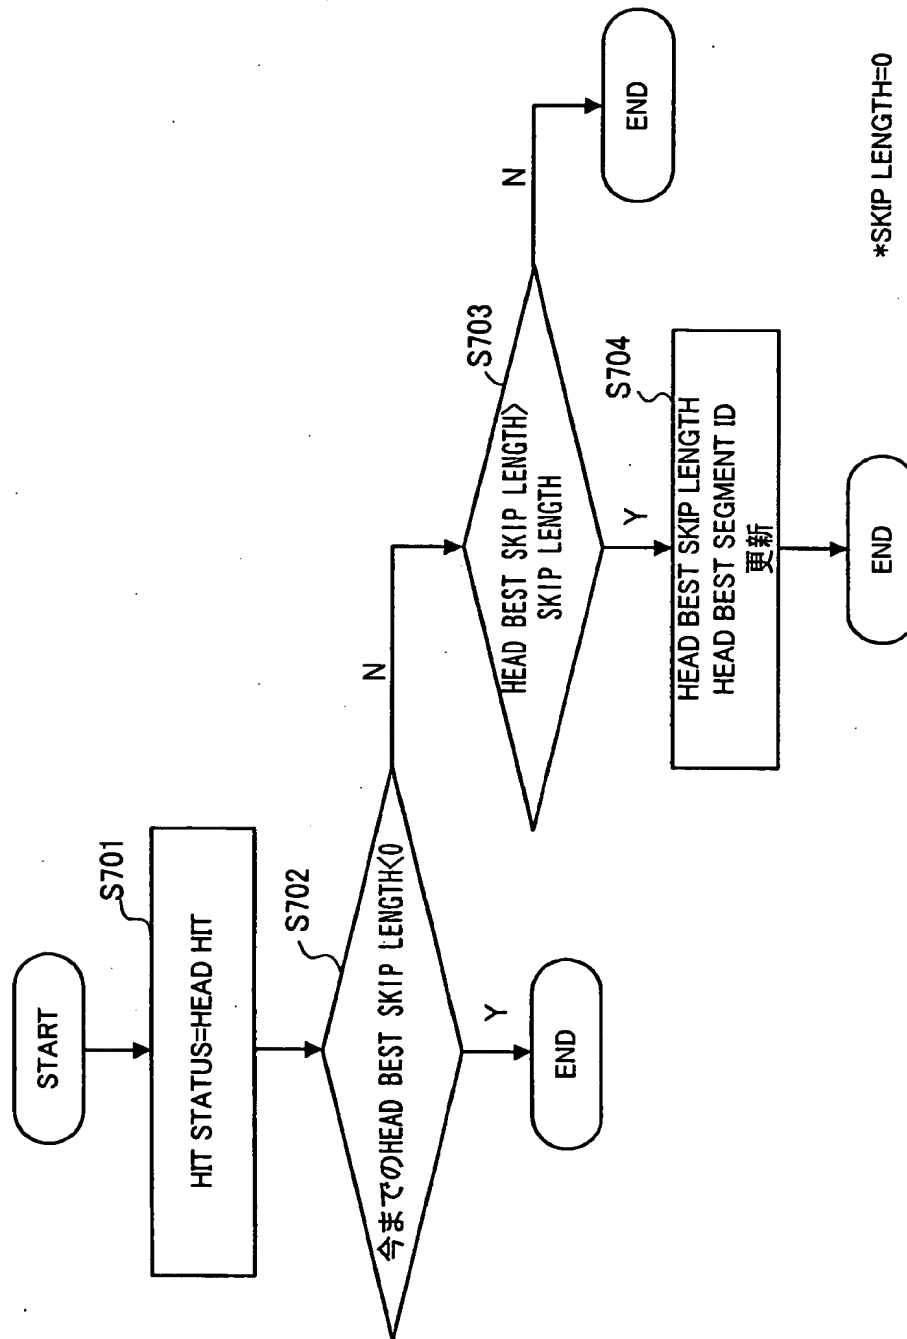 START
S701
HIT STATUS=HEAD HIT
S702
今までのHEAD BEST SKIP LENGTH<0
N
Y
END
S703
HEAD BEST SKIP LENGTH>
SKIP LENGTH
N
END
Y
S704
HEAD BEST SKIP LENGTH
HEAD BEST SEGMENT ID
更新
END
*SKIP LENGTH=0